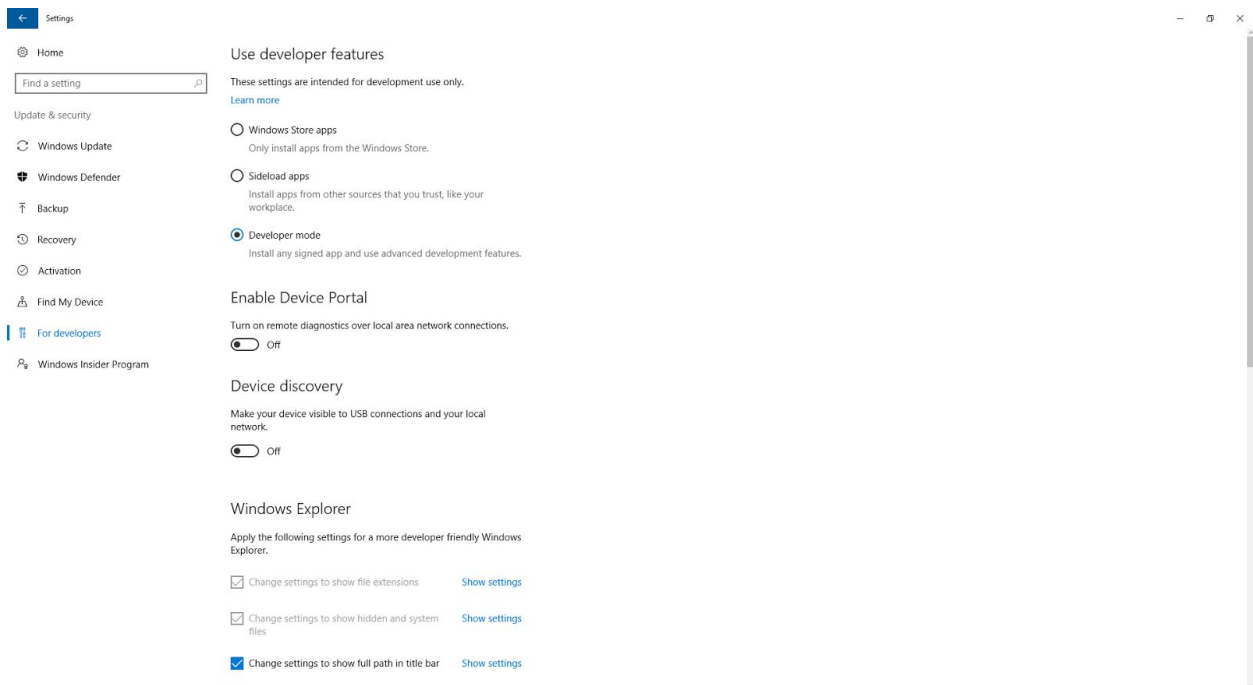 Settings
Home
Find a setting
Update & security
Windows Update
Windows Defender
Backup
Recovery
Activation
Find My Device
For developers
Windows Insider Program
Use developer features
These settings are intended for development use only.
Learn more
Windows Store apps
Only install apps from the Windows Store.
Sideload apps
Install apps from other sources that you trust, like your
workplace.
Developer mode
Install any signed app and use advanced development features.
Enable Device Portal
Turn on remote diagnostics over local area network connections.
Off
Device discovery
Make your device visible to USB connections and your local
network.
Off
Windows Explorer
Apply the following settings for a more developer friendly Windows
Explorer.
Change settings to show file extensions Show settings
Change settings to show hidden and system Show settings
files
Change settings to show full path in title bar Show settings